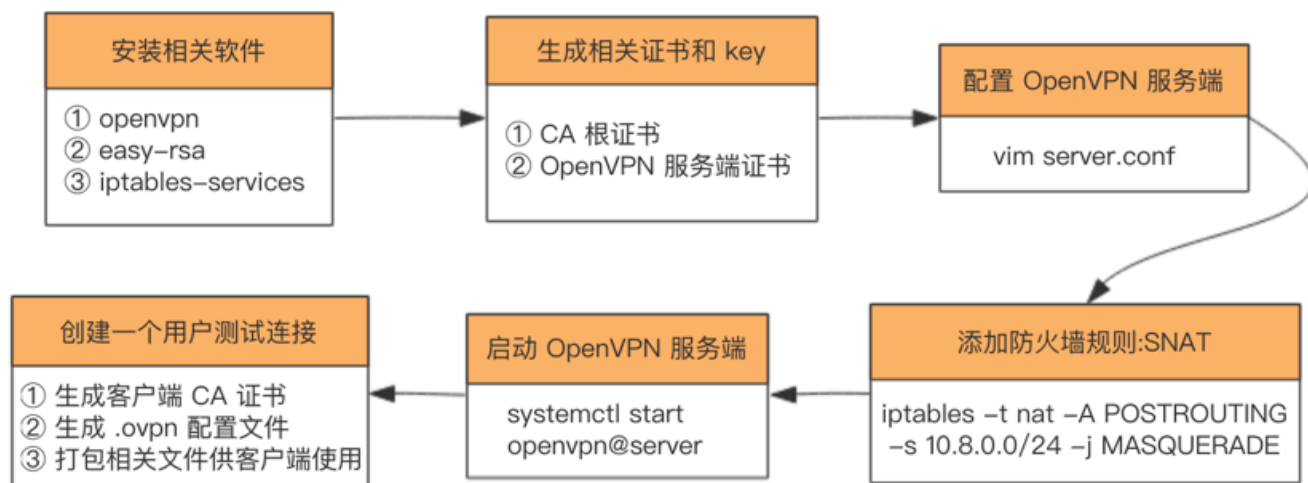 安装相关软件
① openvpn
② easy-rsa
③ iptables-services
生成相关证书和 key
① CA 根证书
② OpenVPN 服务端证书
配置 OpenVPN 服务端
vim server.conf
添加防火墙规则:SNAT
iptables -t nat -A POSTROUTING
-s 10.8.0.0/24 -j MASQUERADE
启动 OpenVPN 服务端
systemctl start
openvpn@server
创建一个用户测试连接
① 生成客户端 CA 证书
② 生成 .ovpn 配置文件
③ 打包相关文件供客户端使用